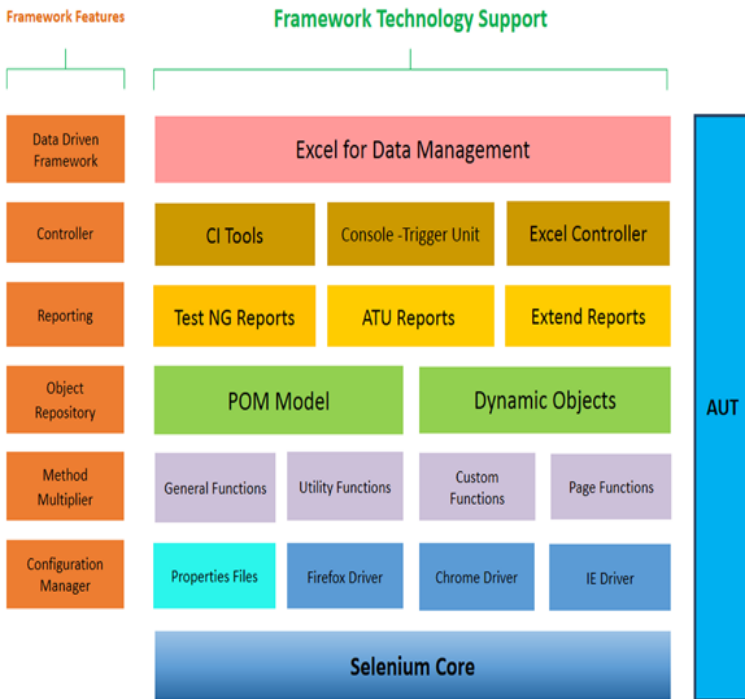 Framework Features
Framework Technology Support
Data Driven
Framework
Excel for Data Management
Controller
CI Tools
Console -Trigger Unit
Excel Controller
Reporting
Test NG Reports
ATU Reports
Extend Reports
Object
Repository
POM Model
Dynamic Objects
AUT
Method
Multiplier
General Functions
Utility Functions
Custom
Functions
Page Functions
Configuration
Manager
Properties Files
Firefox Driver
Chrome Driver
IE Driver
Selenium Core